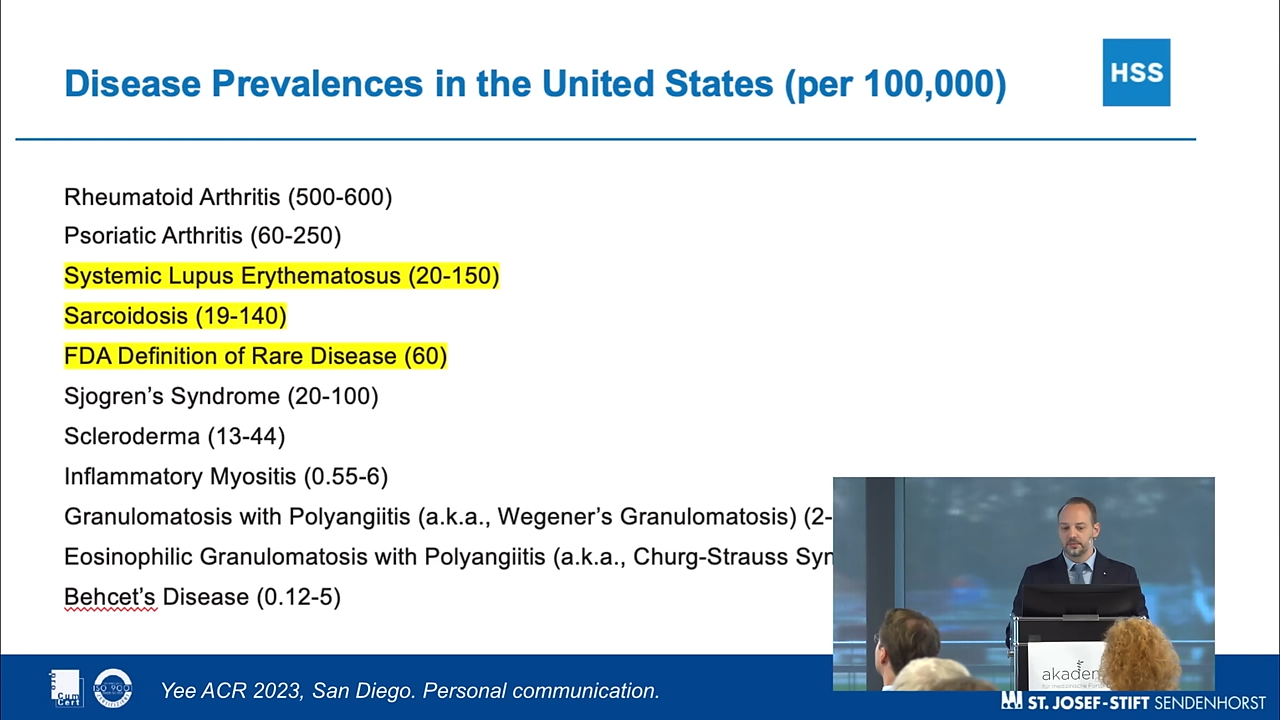 Disease Prevalences in the United States (per 100,000)
HSS
Rheumatoid Arthritis (500-600)
Psoriatic Arthritis (60-250)
Systemic Lupus Erythematosus (20-150)
Sarcoidosis (19-140)
FDA Definition of Rare Disease (60)
Sjogren’s Syndrome (20-100)
Scleroderma (13-44)
Inflammatory Myositis (0.55-6)
Granulomatosis with Polyangiitis (a.k.a., Wegener’s Granulomatosis) (2-
Eosinophilic Granulomatosis with Polyangiitis (a.k.a., Churg-Strauss Syn
Behcet’s Disease (0.12-5)
akadem
Cum
Cert
Yee ACR 2023, San Diego. Personal communication.
ST. JOSEF-STIFT SENDENHORST